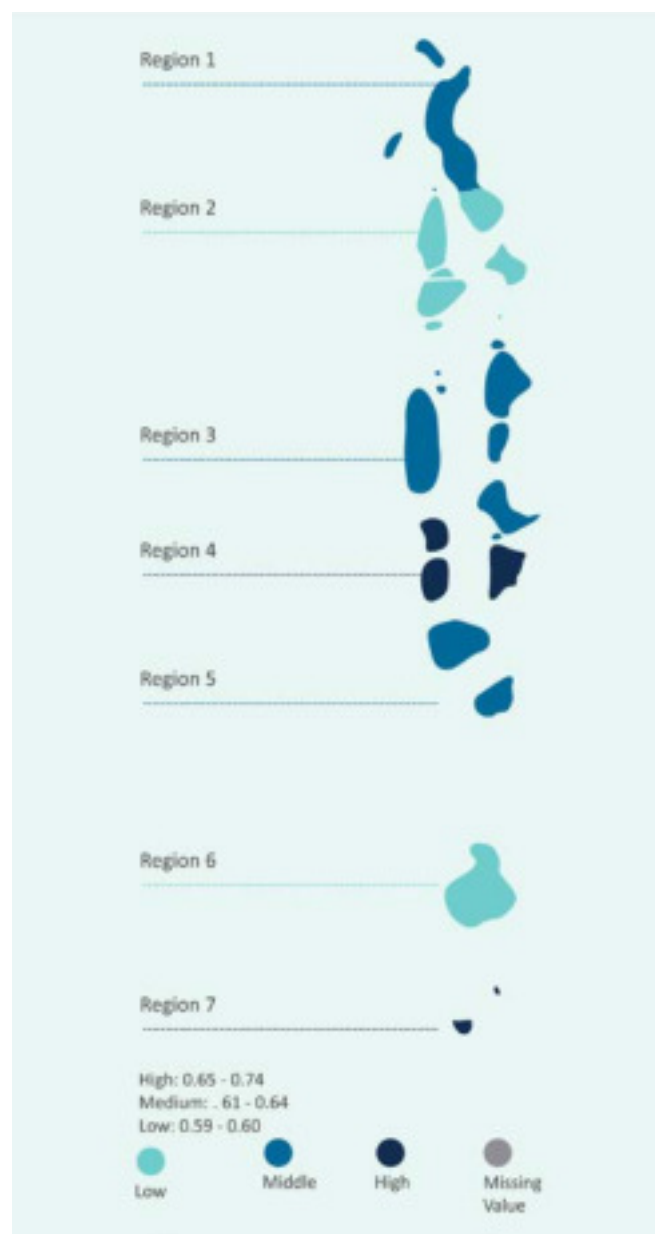 Region 1
Region 2
Region 3
Region 4
Region 5
Region 6
Region 7
High: 0.65 - 0.74
Medium: . 61 - 0.64
Low: 0.59 - 0.60
Low
Middle
High
Missing
Value